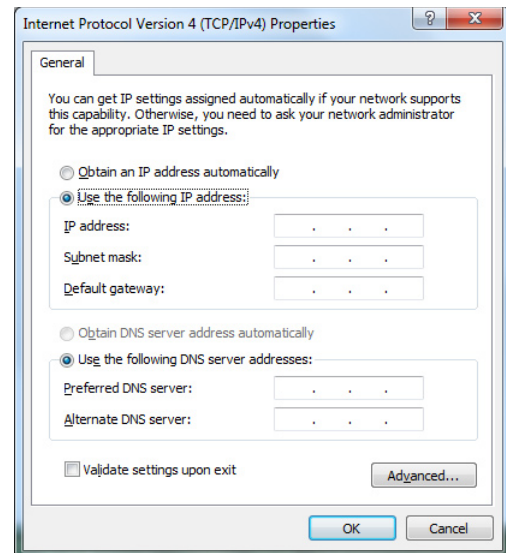 Internet Protocol Version 4 (TCP/IPv4) Properties
?
X
General
You can get IP settings assigned automatically if your network supports
this capability. Otherwise, you need to ask your network administrator
for the appropriate IP settings.
Obtain an IP address automatically
Use the following IP address:
IP address: . . .
Subnet mask: . . .
Default gateway: . . .
Obtain DNS server address automatically
Use the following DNS server addresses:
Preferred DNS server: . . .
Alternate DNS server: . . .
Validate settings upon exit
Advanced...
OK
Cancel